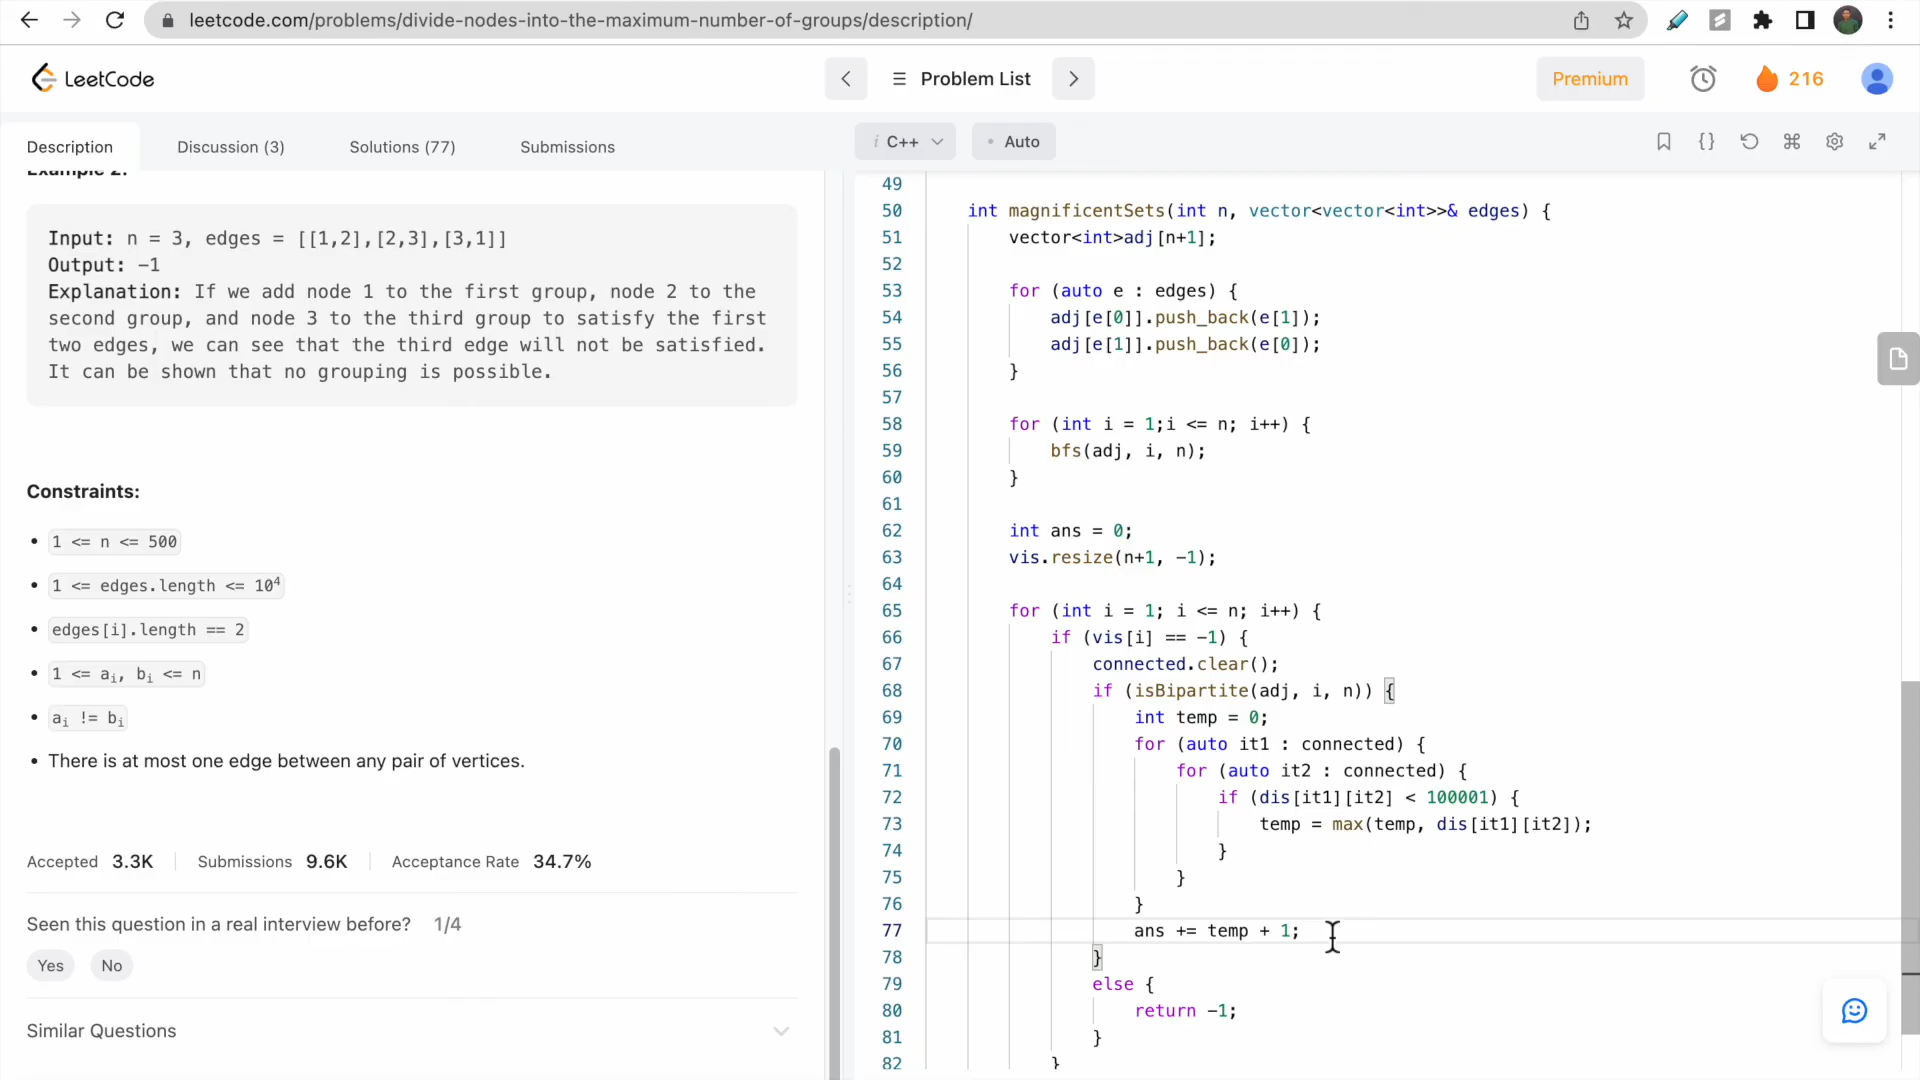 leetcode.com/problems/divide-nodes-into-the-maximum-number-of-groups/description/
LeetCode
Problem List
Premium
216
Description
Discussion (3)
Solutions (77)
Submissions
i C++
• Auto
Example 2:
Input: n = 3, edges = [[1,2],[2,3],[3,1]]
Output: -1
Explanation: If we add node 1 to the first group, node 2 to the
second group, and node 3 to the third group to satisfy the first
two edges, we can see that the third edge will not be satisfied.
It can be shown that no grouping is possible.
Constraints:
• 1 <= n <= 500
• 1 <= edges.length <= 10⁴
• edges[i].length == 2
• 1 <= aᵢ, bᵢ <= n
• aᵢ != bᵢ
• There is at most one edge between any pair of vertices.
Accepted 3.3K Submissions 9.6K Acceptance Rate 34.7%
Seen this question in a real interview before? 1/4
Yes No
Similar Questions
49
50 int magnificentSets(int n, vector<vector<int>>& edges) {
51 vector<int>adj[n+1];
52
53 for (auto e : edges) {
54 adj[e[0]].push_back(e[1]);
55 adj[e[1]].push_back(e[0]);
56 }
57
58 for (int i = 1;i <= n; i++) {
59 bfs(adj, i, n);
60 }
61
62 int ans = 0;
63 vis.resize(n+1, -1);
64
65 for (int i = 1; i <= n; i++) {
66 if (vis[i] == -1) {
67 connected.clear();
68 if (isBipartite(adj, i, n)) {
69 int temp = 0;
70 for (auto it1 : connected) {
71 for (auto it2 : connected) {
72 if (dis[it1][it2] < 100001) {
73 temp = max(temp, dis[it1][it2]);
74 }
75 }
76 }
77 ans += temp + 1;
78 }
79 else {
80 return -1;
81 }
82 }